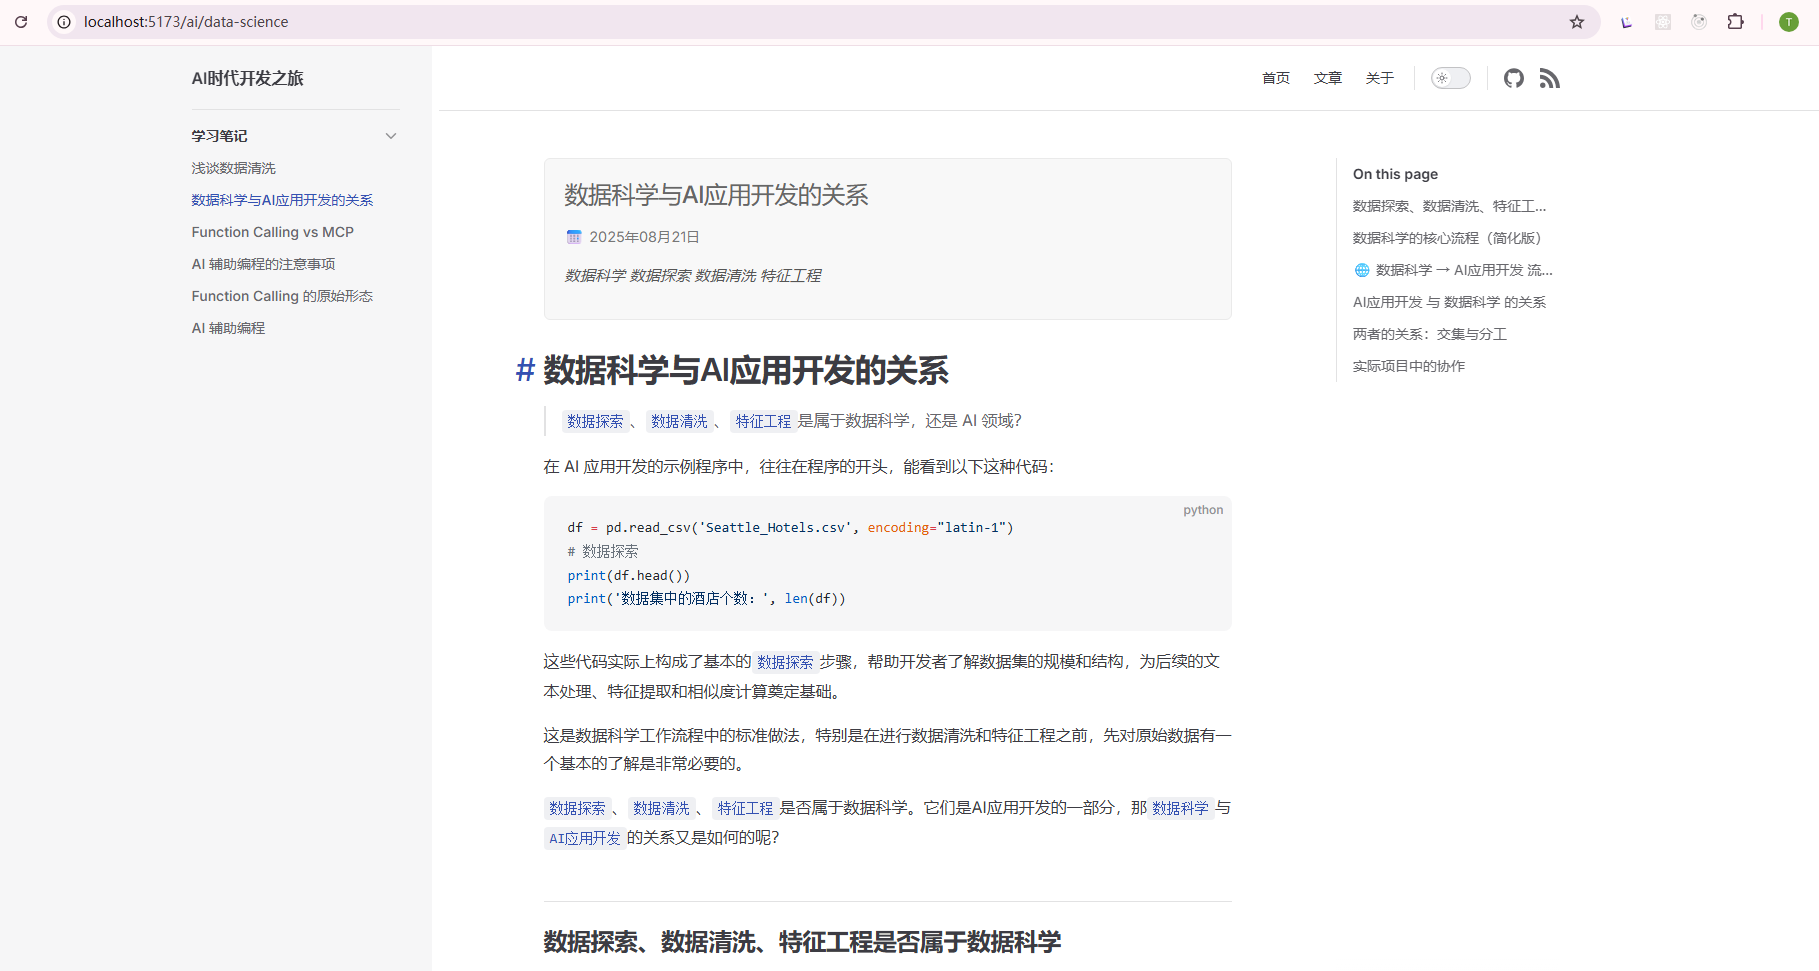 localhost:5173/ai/data-science
T
AI时代开发之旅
首页 文章 关于
学习笔记
浅谈数据清洗
数据科学与AI应用开发的关系
Function Calling vs MCP
AI 辅助编程的注意事项
Function Calling 的原始形态
AI 辅助编程
数据科学与AI应用开发的关系
2025年08月21日
数据科学 数据探索 数据清洗 特征工程
# 数据科学与AI应用开发的关系
数据探索、数据清洗、特征工程是属于数据科学，还是 AI 领域？
在 AI 应用开发的示例程序中，往往在程序的开头，能看到以下这种代码：
python
df = pd.read_csv('Seattle_Hotels.csv', encoding="latin-1")
# 数据探索
print(df.head())
print('数据集中的酒店个数：', len(df))
这些代码实际上构成了基本的 数据探索 步骤，帮助开发者了解数据集的规模和结构，为后续的文
本处理、特征提取和相似度计算奠定基础。
这是数据科学工作流程中的标准做法，特别是在进行数据清洗和特征工程之前，先对原始数据有一
个基本的了解是非常必要的。
数据探索、数据清洗、特征工程是否属于数据科学。它们是AI应用开发的一部分，那 数据科学 与
AI应用开发 的关系又是如何的呢？
数据探索、数据清洗、特征工程是否属于数据科学
On this page
数据探索、数据清洗、特征工...
数据科学的核心流程（简化版）
🌐 数据科学 → AI应用开发 流...
AI应用开发 与 数据科学 的关系
两者的关系：交集与分工
实际项目中的协作